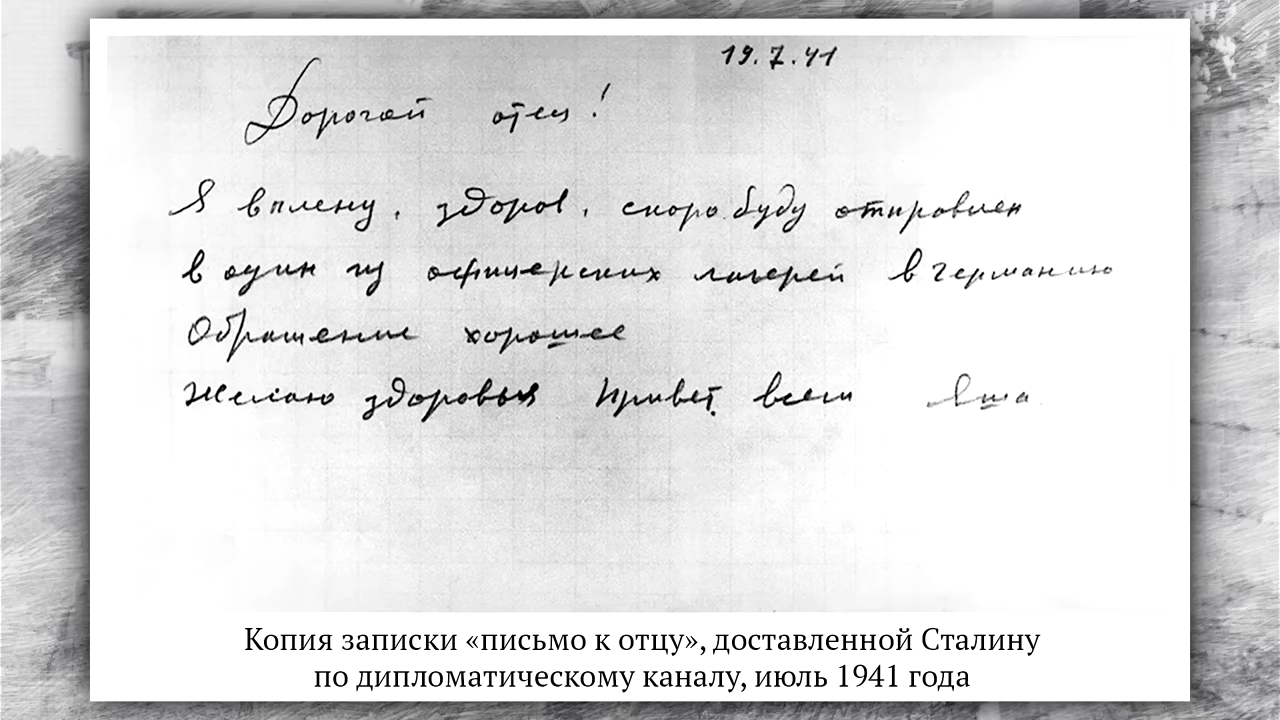 19.7.41
Дорогой отец!
Я в плену, здоров, скоро буду отправлен
в один из офицерских лагерей в Германию
Обращение хорошее
Желаю здоровья Привет всем Яша
Копия записки «письмо к отцу», доставленной Сталину
по дипломатическому каналу, июль 1941 года